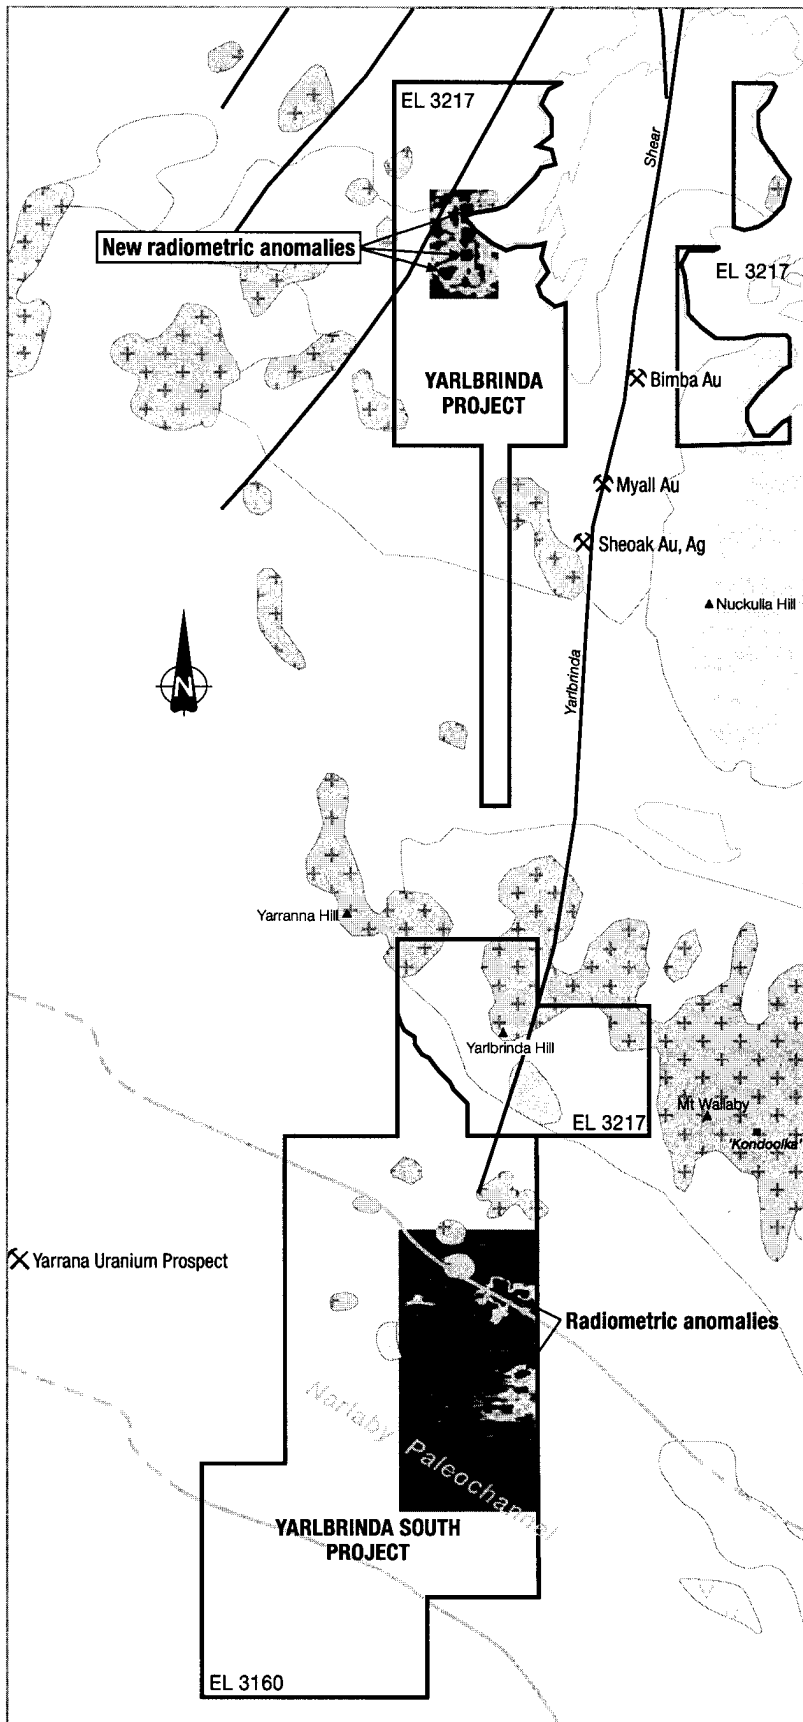 EL 3217
Shear
New radiometric anomalies
EL 3217
YARLBRINDA
PROJECT
Bimba Au
Myall Au
Sheoak Au, Ag
Nuckulla Hill
N
Yarlbrinda
Yarranna Hill
Yarlbrinda Hill
Mt Wallaby
EL 3217
'Kondoolka'
Yarrana Uranium Prospect
Radiometric anomalies
Narlaby Paleochannel
YARLBRINDA SOUTH
PROJECT
EL 3160